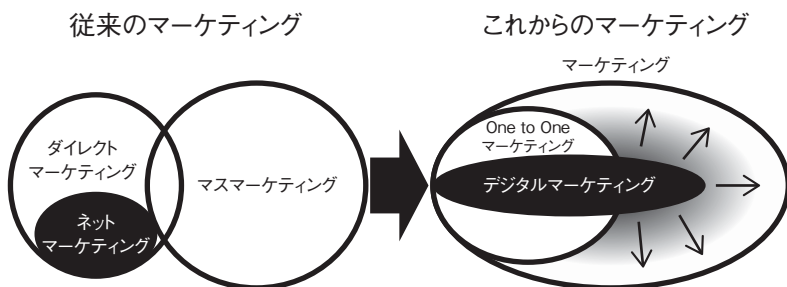 従来のマーケティング
ダイレクト
マーケティング
ネット
マーケティング
マスマーケティング
これからのマーケティング
マーケティング
One to One
マーケティング
デジタルマーケティング